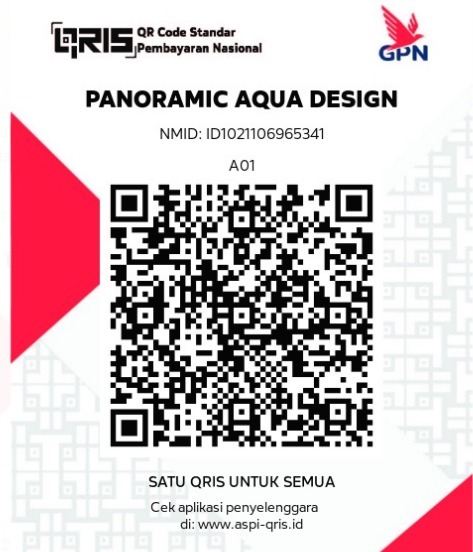 QRIS QR Code Standar
Pembayaran Nasional
GPN
PANORAMIC AQUA DESIGN
NMID: ID1021106965341
A01
SATU QRIS UNTUK SEMUA
Cek aplikasi penyelenggara
di: www.aspi-qris.id